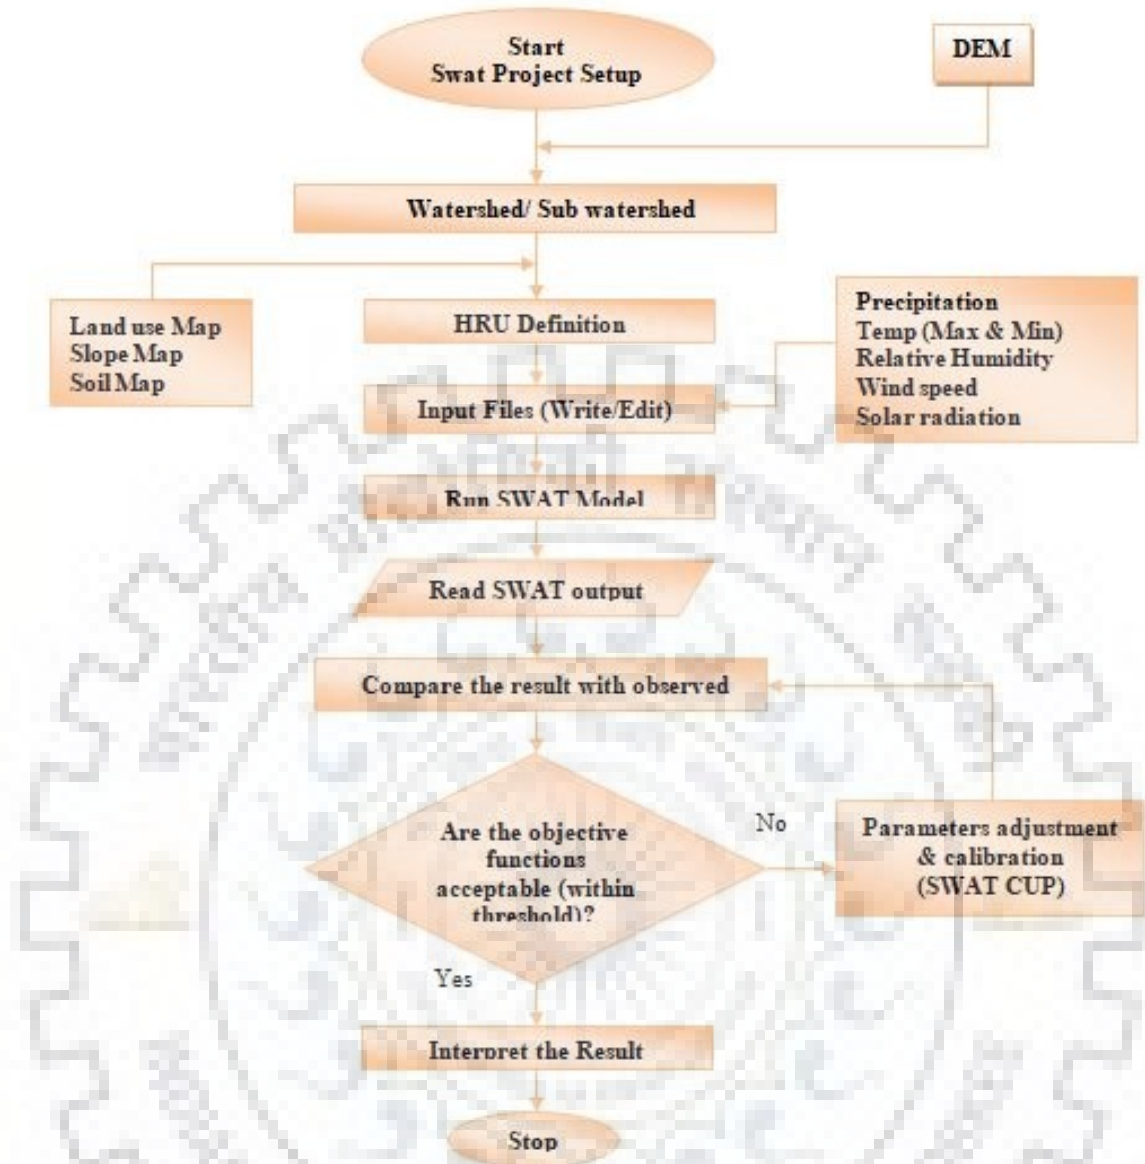 Start
Swat Project Setup
DEM
Watershed/ Sub watershed
Land use Map
Slope Map
Soil Map
HRU Definition
Precipitation
Temp (Max & Min)
Relative Humidity
Wind speed
Solar radiation
Input Files (Write/Edit)
Run SWAT Model
Read SWAT output
Compare the result with observed
Are the objective
functions
acceptable (within
threshold)?
No
Parameters adjustment
& calibration
(SWAT CUP)
Yes
Interpret the Result
Stop